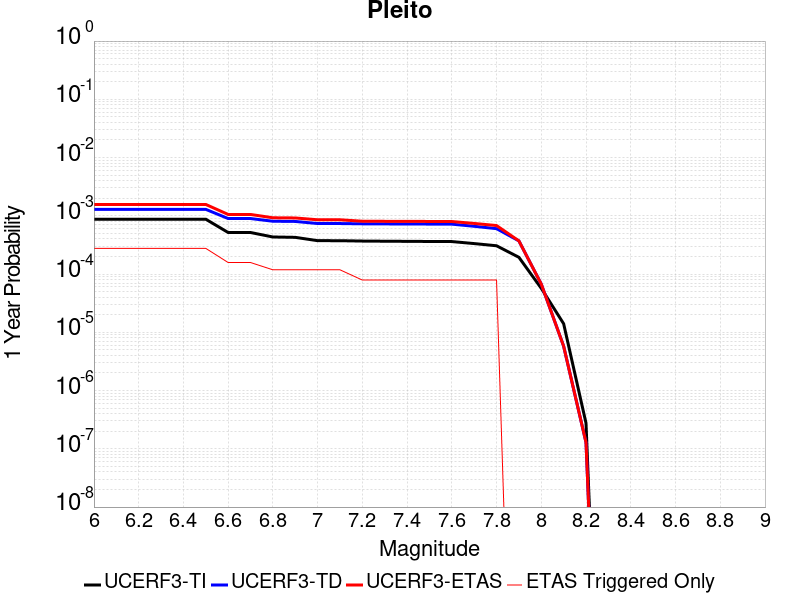 Pleito
10^0
10^-1
10^-2
10^-3
10^-4
10^-5
10^-6
10^-7
10^-8
1 Year Probability
6 6.2 6.4 6.6 6.8 7 7.2 7.4 7.6 7.8 8 8.2 8.4 8.6 8.8 9
Magnitude
UCERF3-TI UCERF3-TD UCERF3-ETAS ETAS Triggered Only